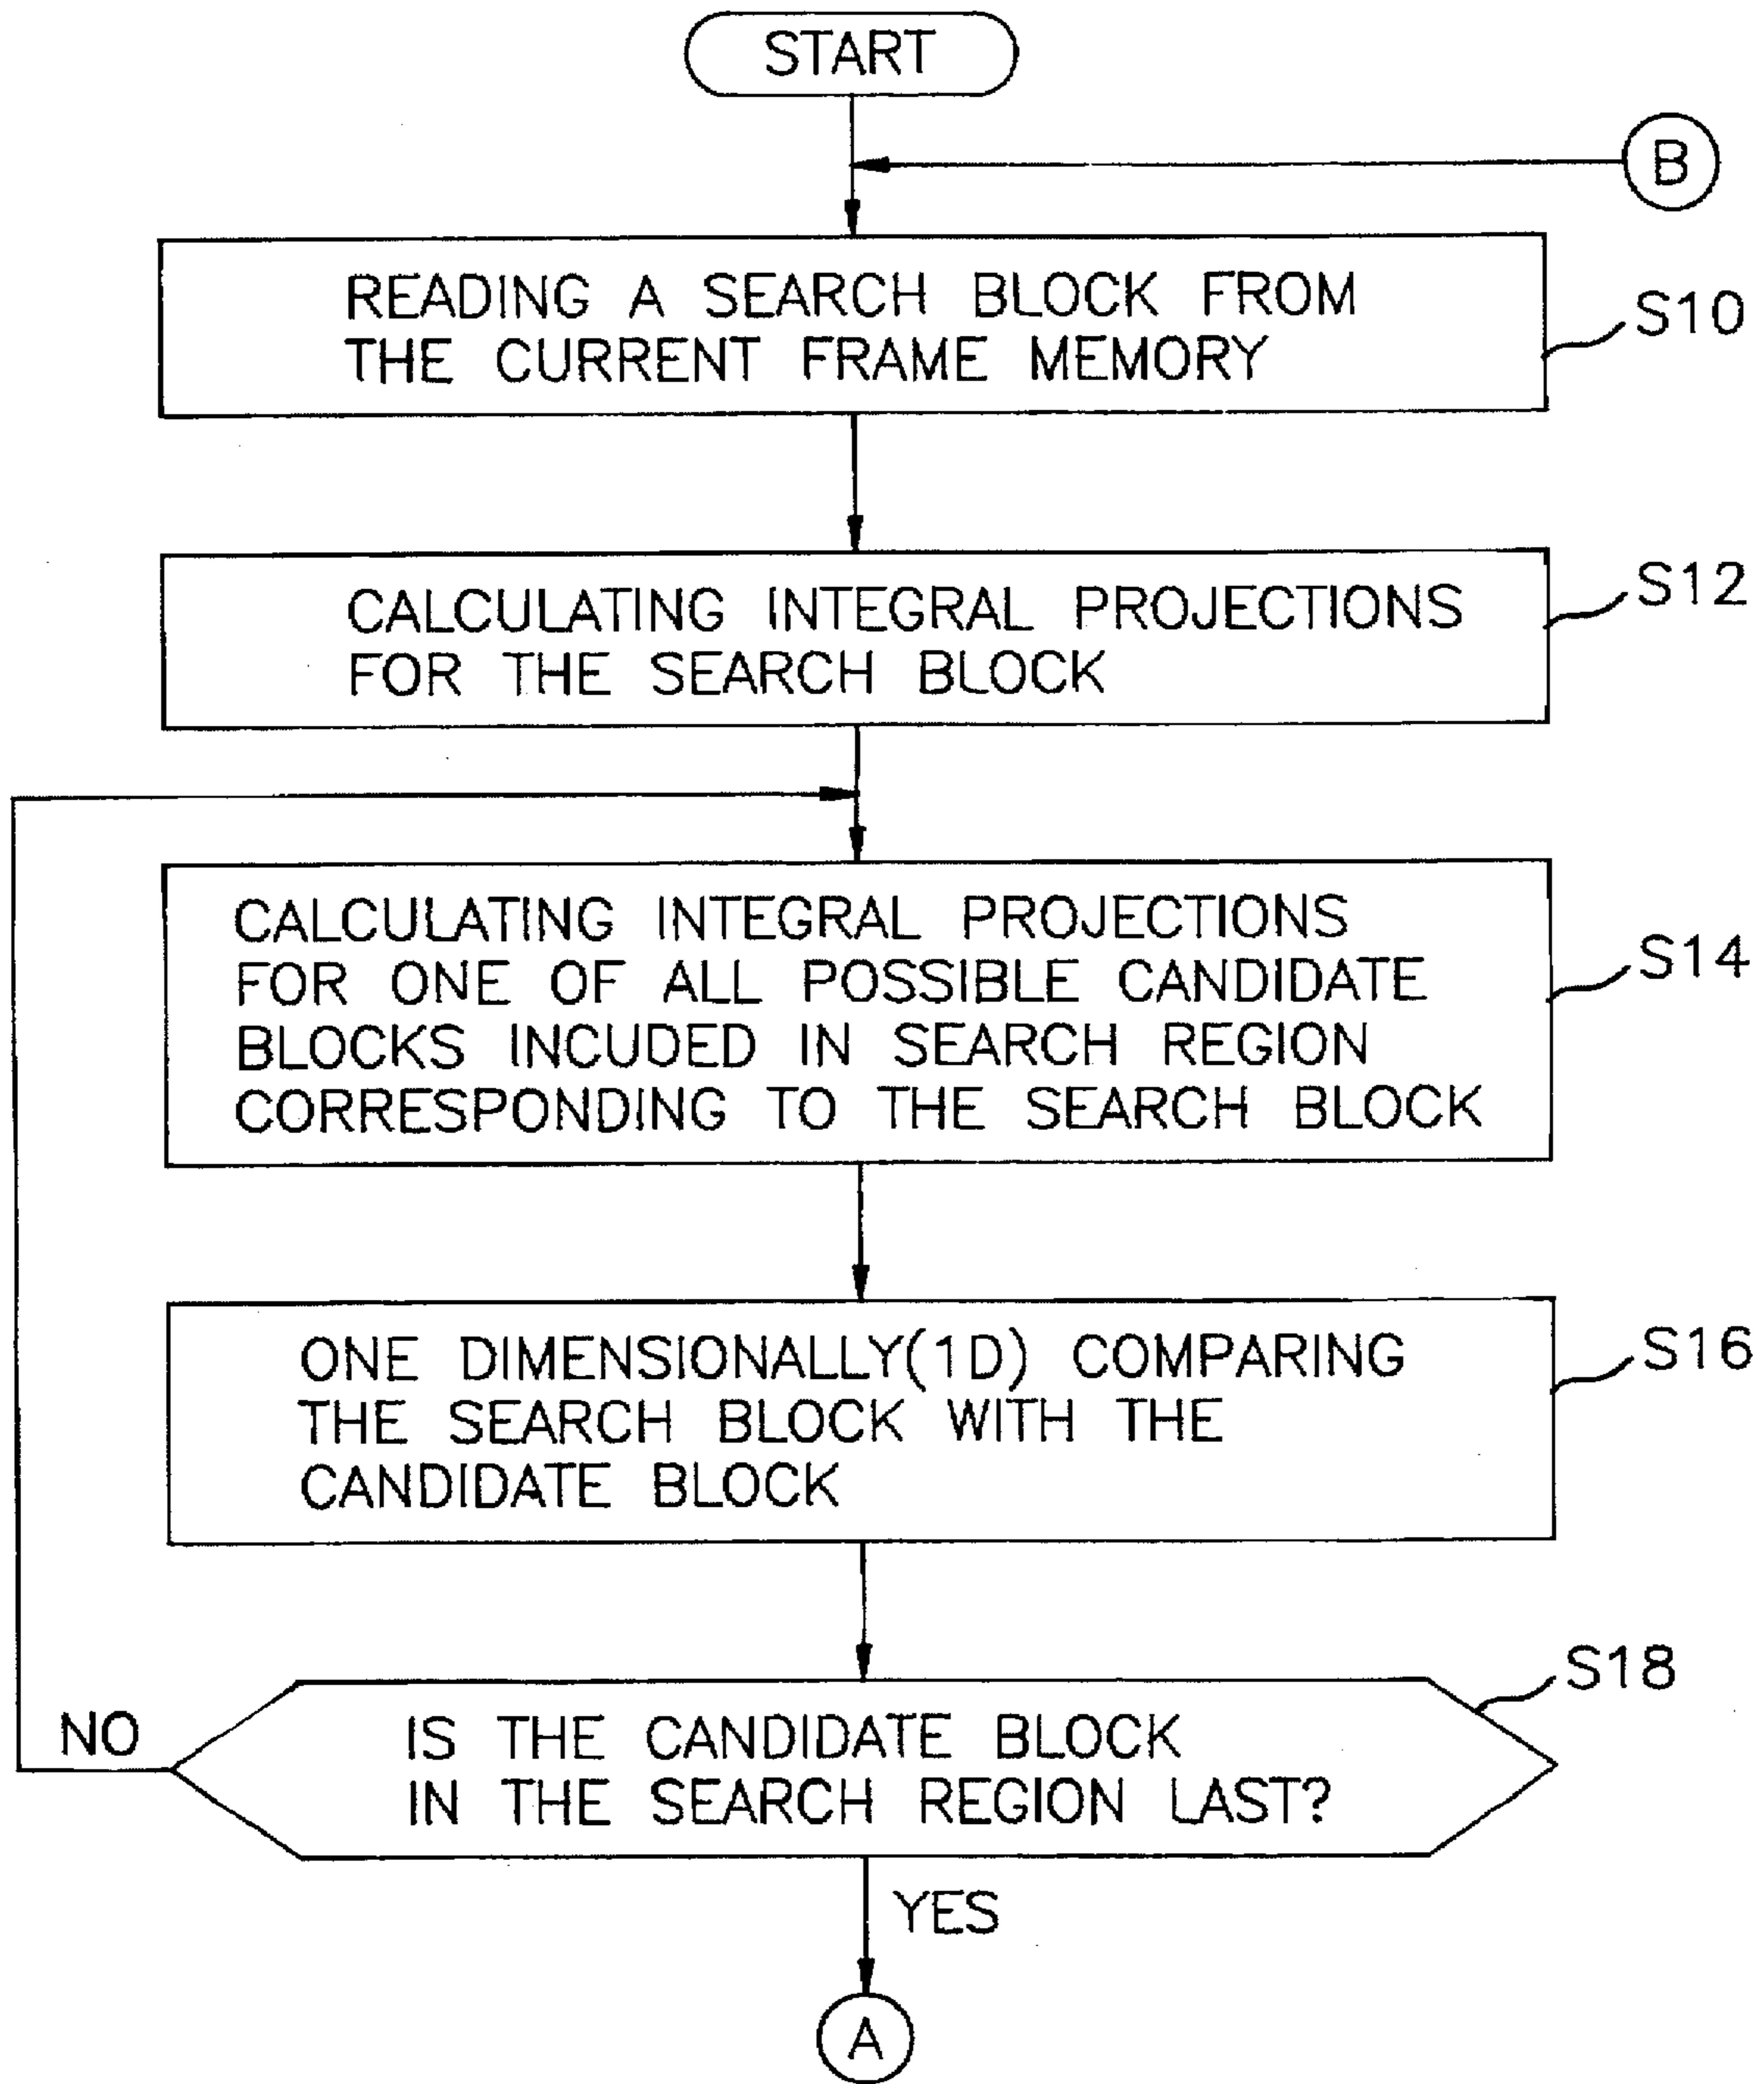 START
B
READING A SEARCH BLOCK FROM
THE CURRENT FRAME MEMORY
S10
CALCULATING INTEGRAL PROJECTIONS
FOR THE SEARCH BLOCK
S12
CALCULATING INTEGRAL PROJECTIONS
FOR ONE OF ALL POSSIBLE CANDIDATE
BLOCKS INCUDED IN SEARCH REGION
CORRESPONDING TO THE SEARCH BLOCK
S14
ONE DIMENSIONALLY(1D) COMPARING
THE SEARCH BLOCK WITH THE
CANDIDATE BLOCK
S16
S18
NO
IS THE CANDIDATE BLOCK
IN THE SEARCH REGION LAST?
YES
A